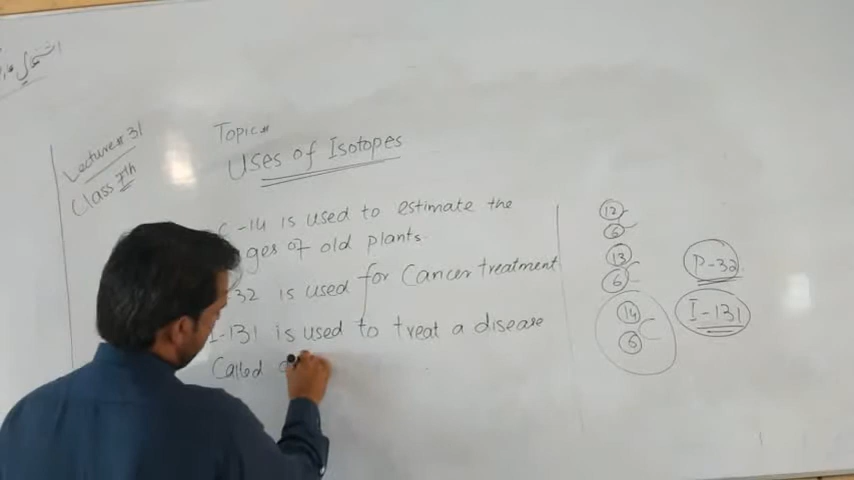 Lecture# 31
Class 7th
Topic#
Uses of Isotopes
C-14 is used to estimate the
ages of old plants.
32 is used for Cancer treatment
I-131 is used to treat a disease
Called
12
6
13
6
14 C
6
P-32
I-131